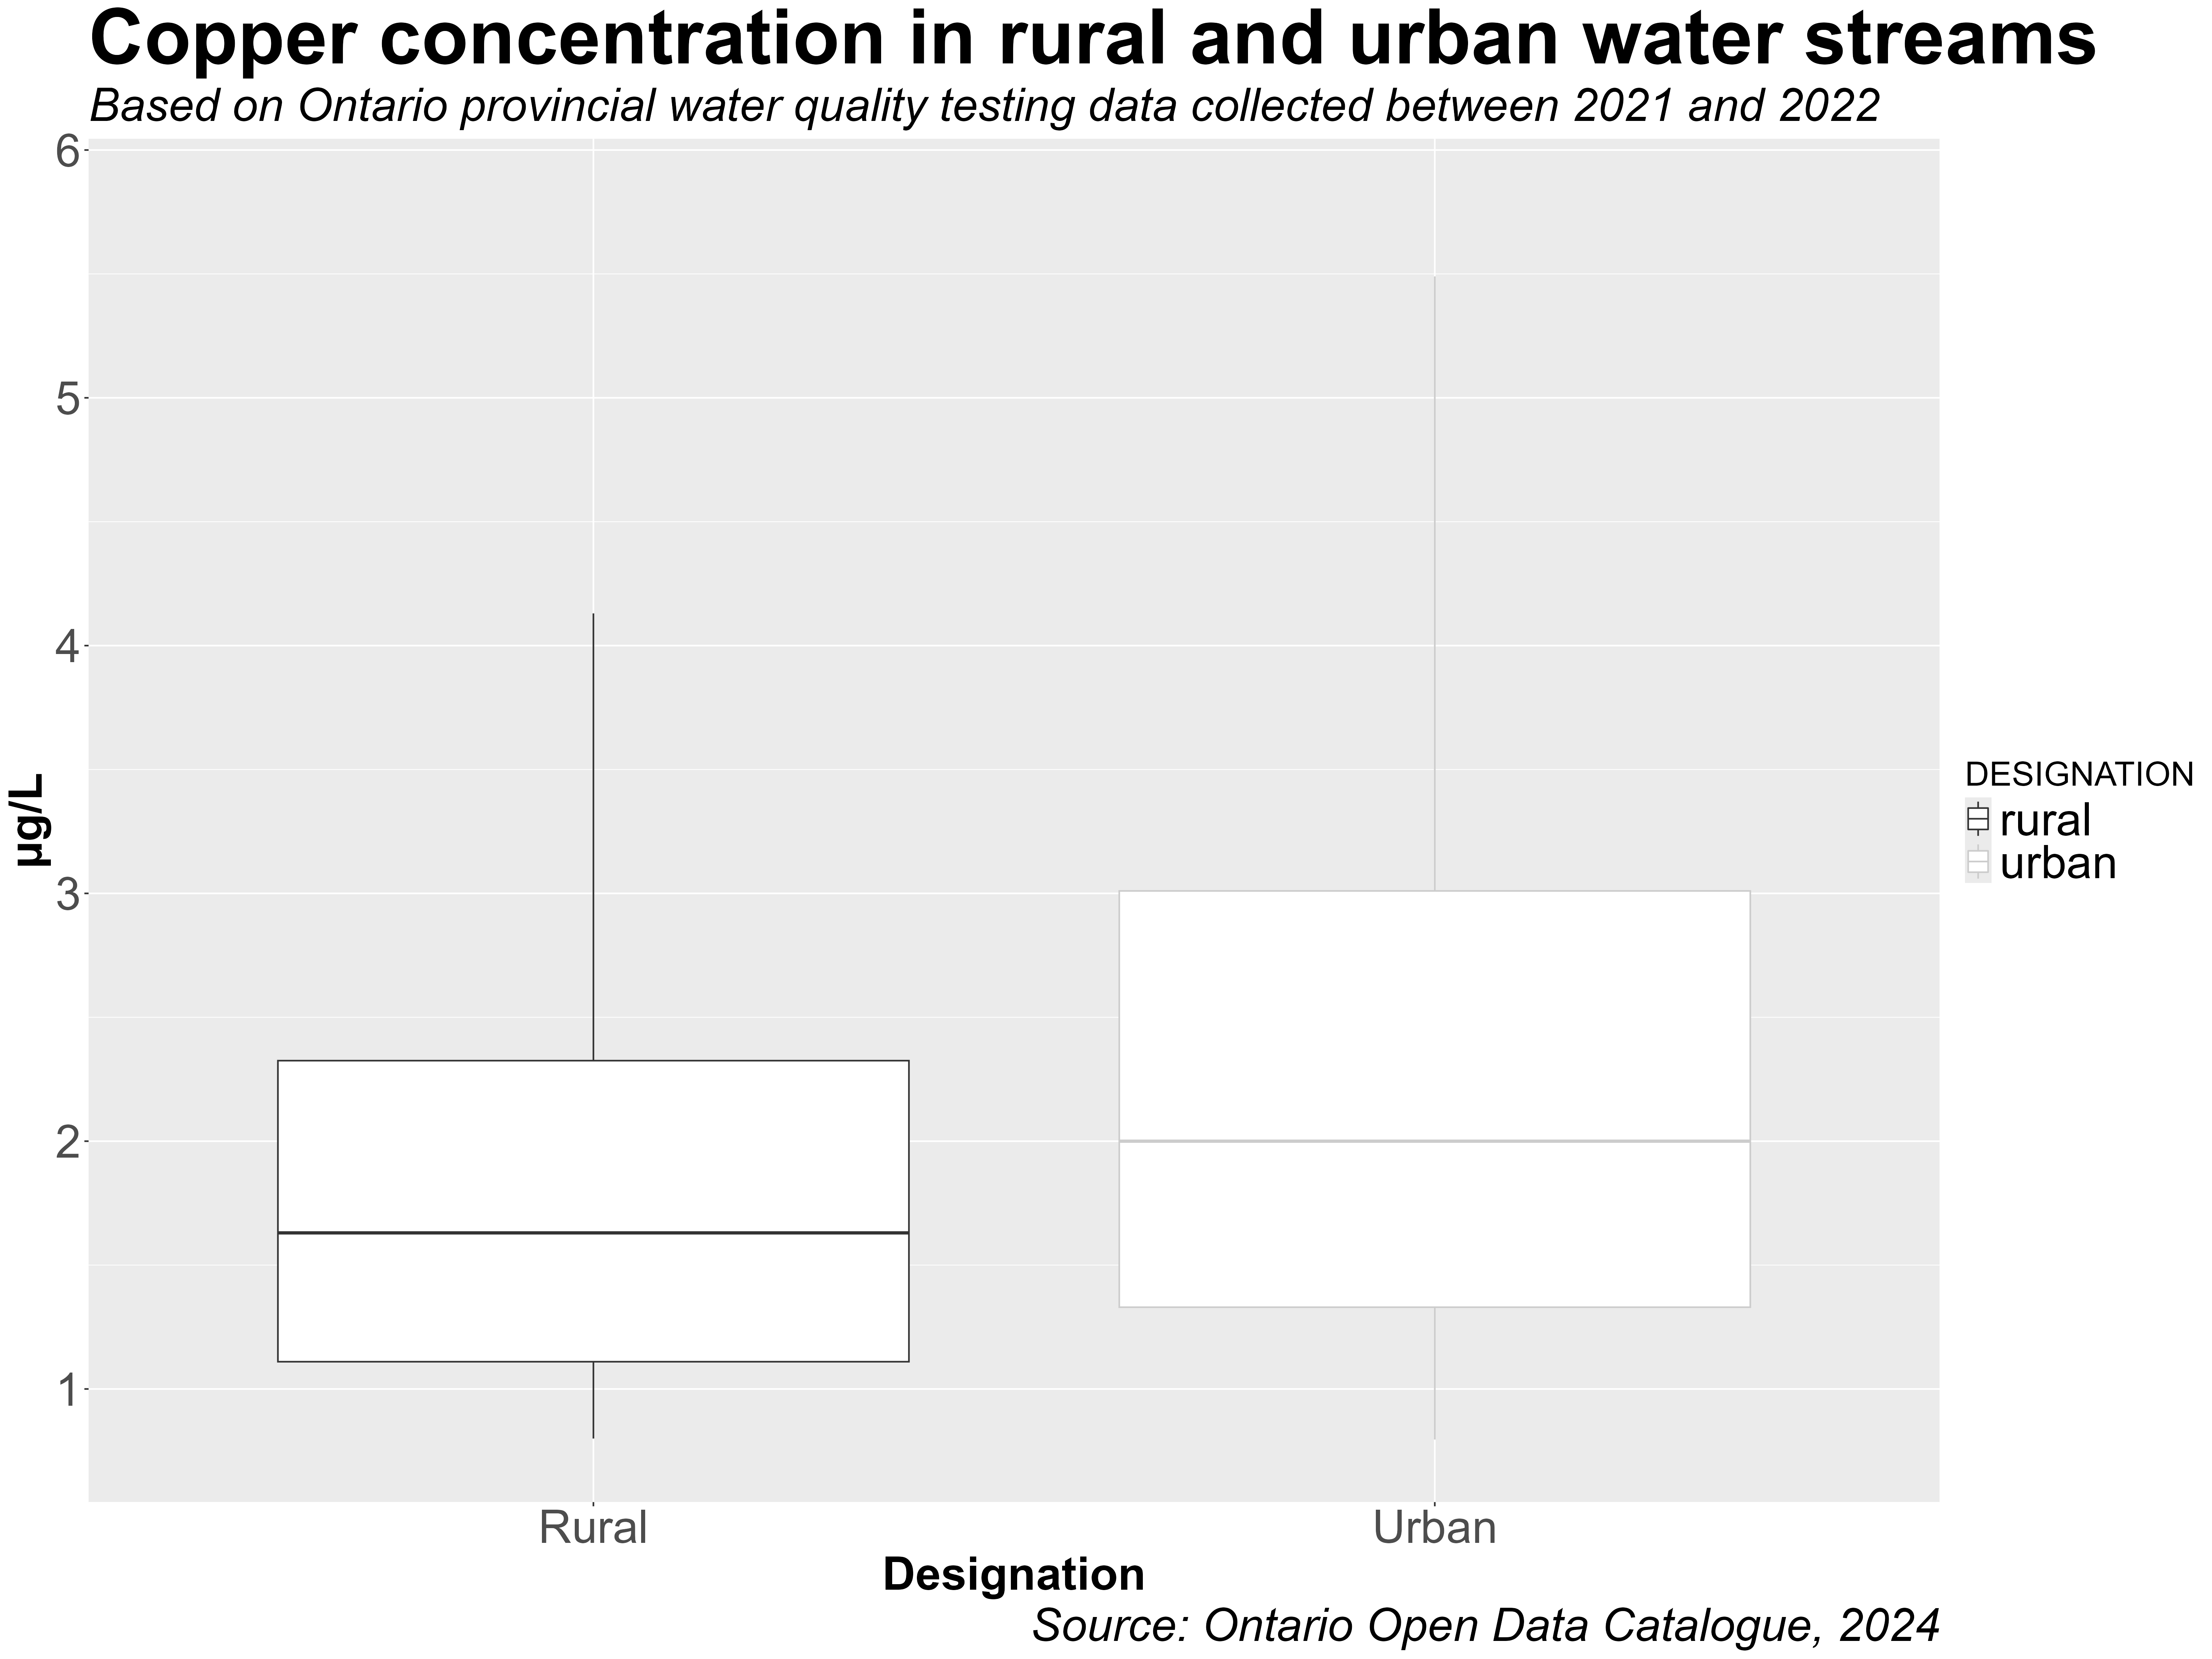 Copper concentration in rural and urban water streams
Based on Ontario provincial water quality testing data collected between 2021 and 2022
6
5
4
3
2
1
µg/L
DESIGNATION
rural
urban
Rural Urban
Designation
Source: Ontario Open Data Catalogue, 2024